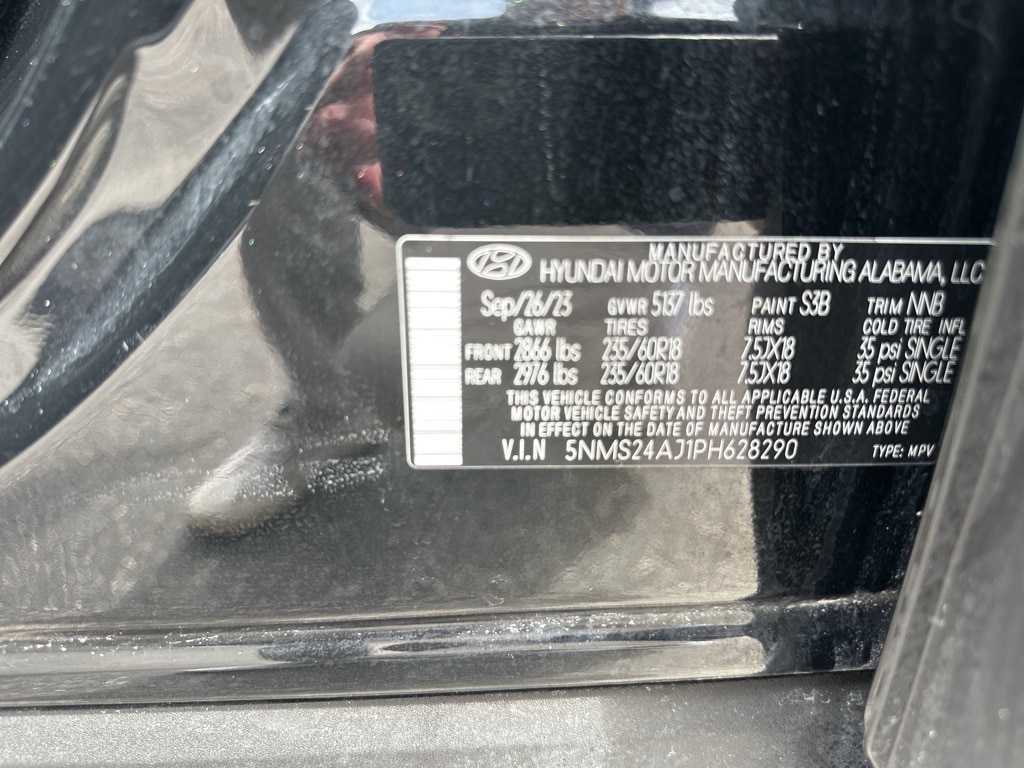 MANUFACTURED BY
HYUNDAI MOTOR MANUFACTURING ALABAMA, LLC
Sep/26/23 GVWR 5137 lbs PAINT S3B TRIM NNB
GAWR TIRES RIMS COLD TIRE INFL
FRONT 2866 lbs 235/60R18 7.5JX18 35 psi SINGLE
REAR 2976 lbs 235/60R18 7.5JX18 35 psi SINGLE
THIS VEHICLE CONFORMS TO ALL APPLICABLE U.S.A. FEDERAL
MOTOR VEHICLE SAFETY AND THEFT PREVENTION STANDARDS
IN EFFECT ON THE DATE OF MANUFACTURE SHOWN ABOVE
V.I.N 5NMS24AJ1PH628290 TYPE: MPV